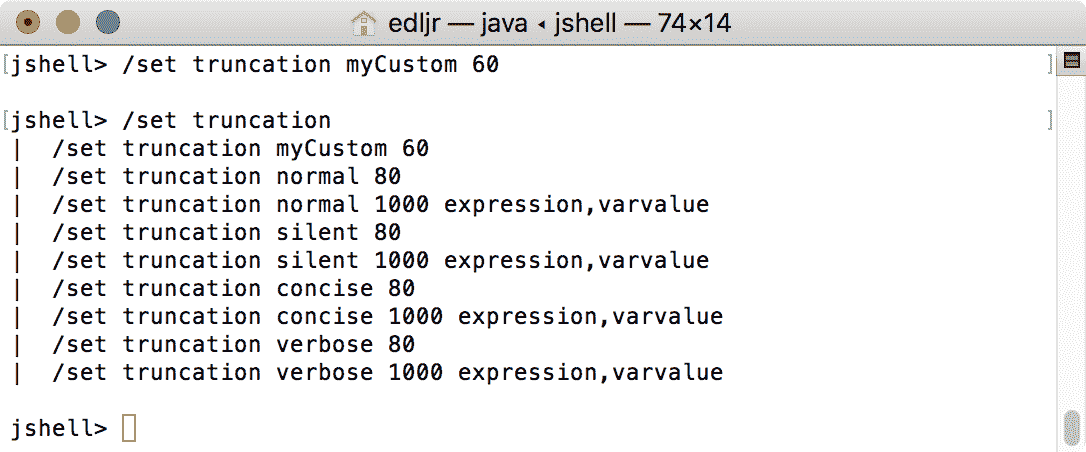 edljr — java ◂ jshell — 74×14
[jshell> /set truncation myCustom 60 ]
[jshell> /set truncation ]
|  /set truncation myCustom 60
|  /set truncation normal 80
|  /set truncation normal 1000 expression,varvalue
|  /set truncation silent 80
|  /set truncation silent 1000 expression,varvalue
|  /set truncation concise 80
|  /set truncation concise 1000 expression,varvalue
|  /set truncation verbose 80
|  /set truncation verbose 1000 expression,varvalue
jshell>